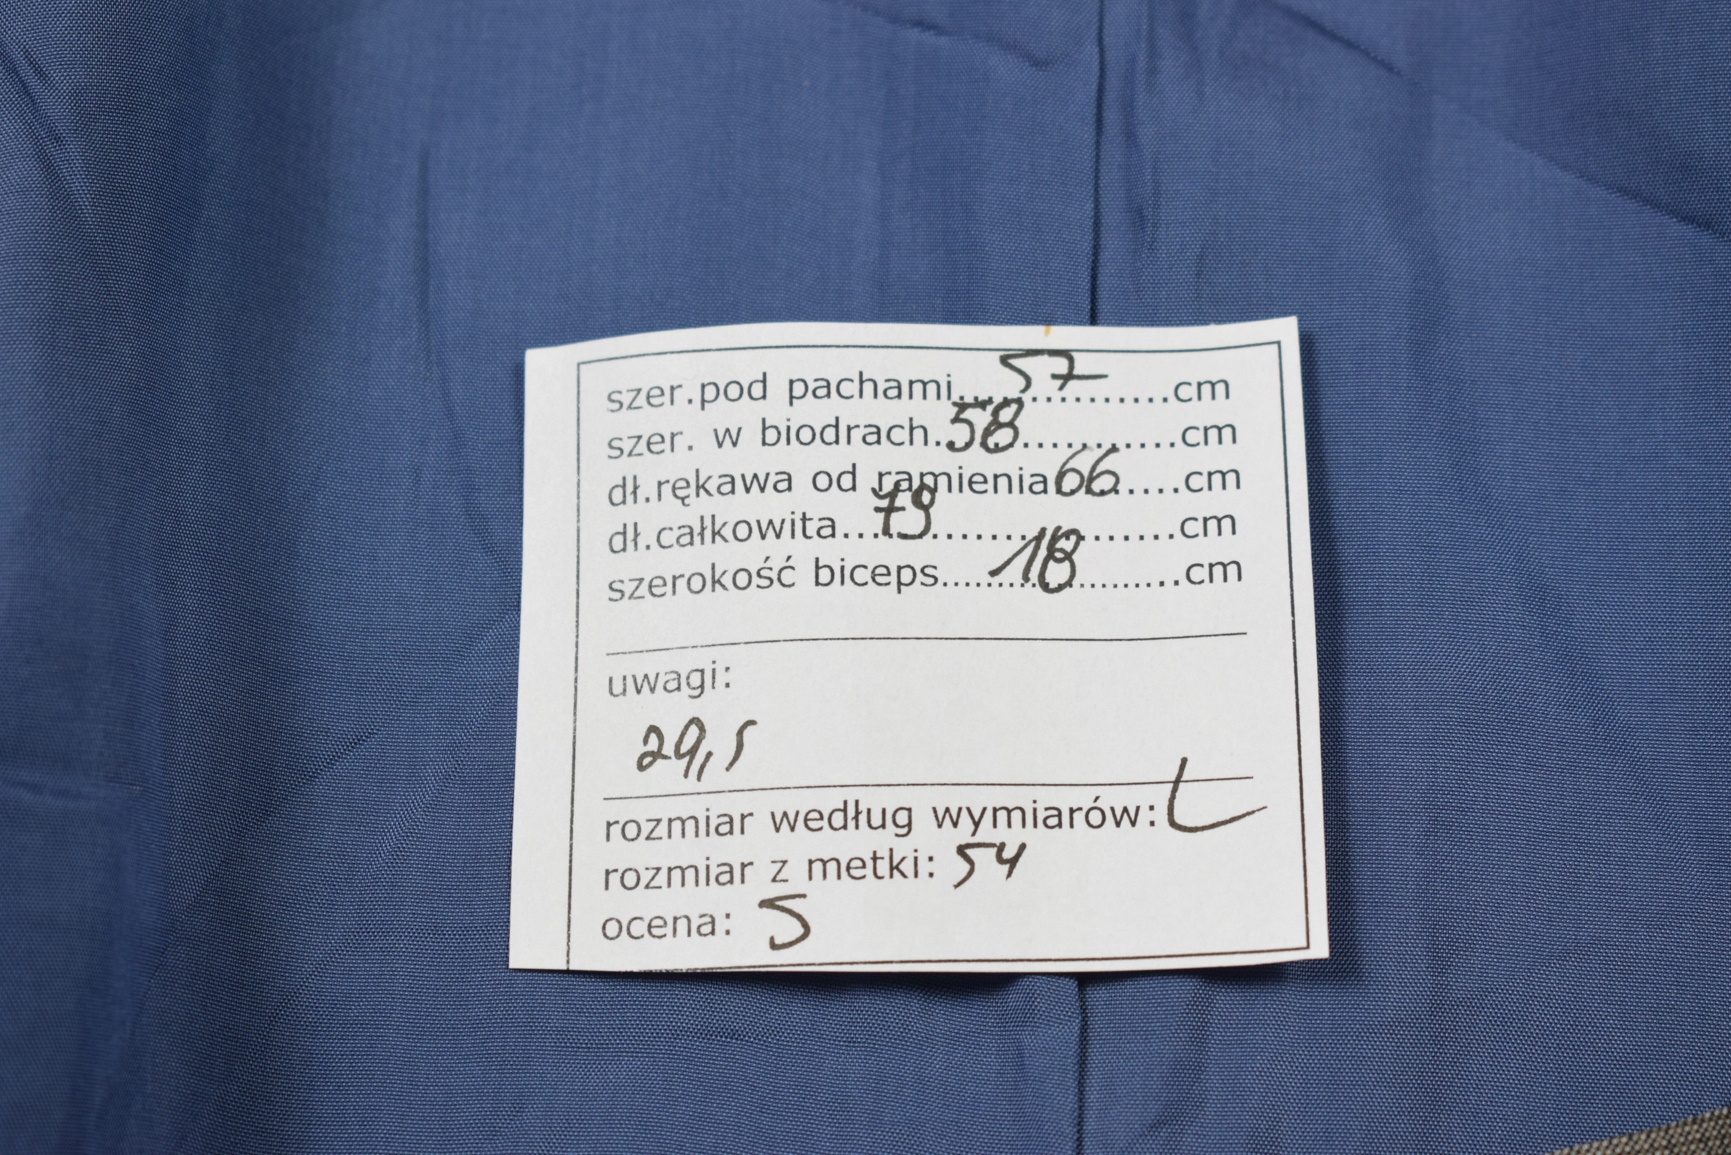 szer.pod pachami....57..........cm
szer. w biodrach.58............cm
dł.rękawa od ramienia66.....cm
dł.całkowita....79..................cm
szerokość biceps.....18...........cm
uwagi:
29,5
rozmiar według wymiarów: L
rozmiar z metki: 54
ocena: 5